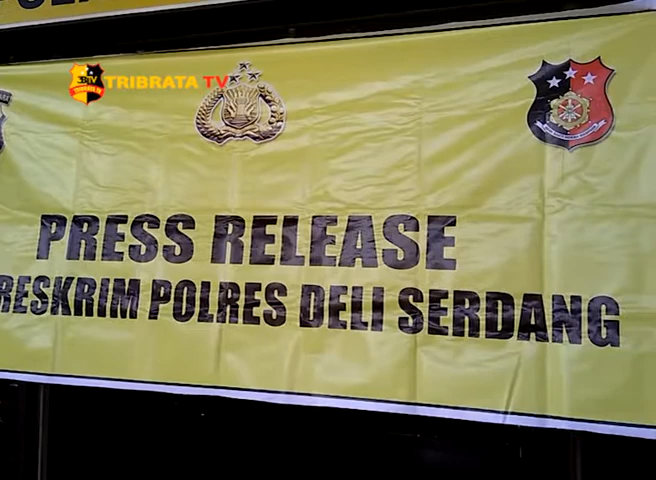 TRIBRATA TV
PRESS RELEASE
RESKRIM POLRES DELI SERDANG